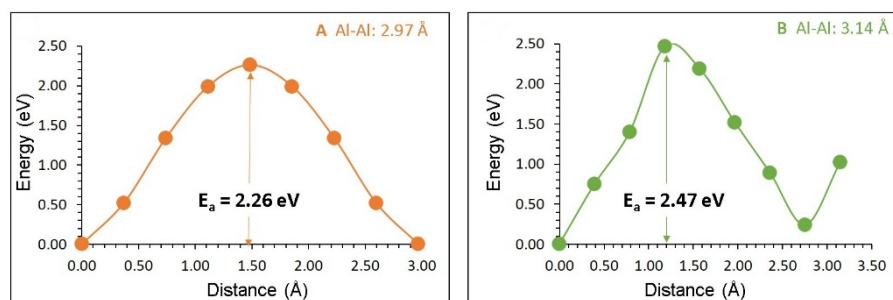 A Al-Al: 2.97 Å
2.50
2.00
1.50
1.00
0.50
0.00
Energy (eV)
Ea = 2.26 eV
0.00 0.50 1.00 1.50 2.00 2.50 3.00
Distance (Å)
B Al-Al: 3.14 Å
2.50
2.00
1.50
1.00
0.50
0.00
Energy (eV)
Ea = 2.47 eV
0.00 0.50 1.00 1.50 2.00 2.50 3.00 3.50
Distance (Å)